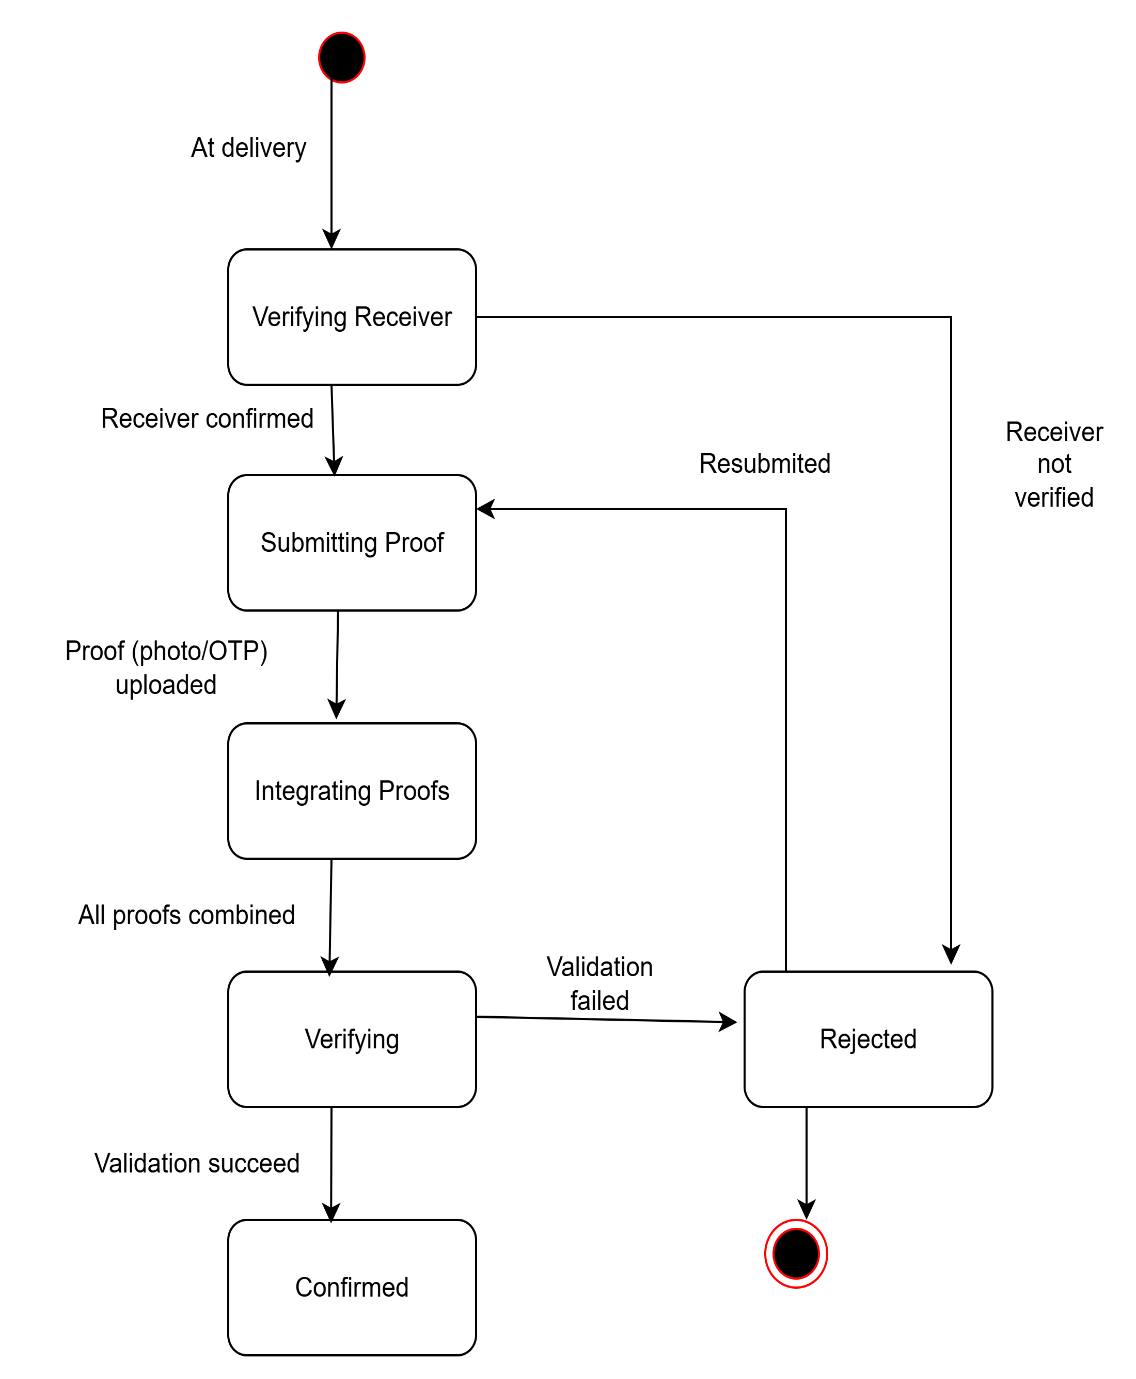 At delivery
Verifying Receiver
Receiver confirmed
Receiver
not
verified
Resubmited
Submitting Proof
Proof (photo/OTP)
uploaded
Integrating Proofs
All proofs combined
Validation
failed
Verifying
Rejected
Validation succeed
Confirmed